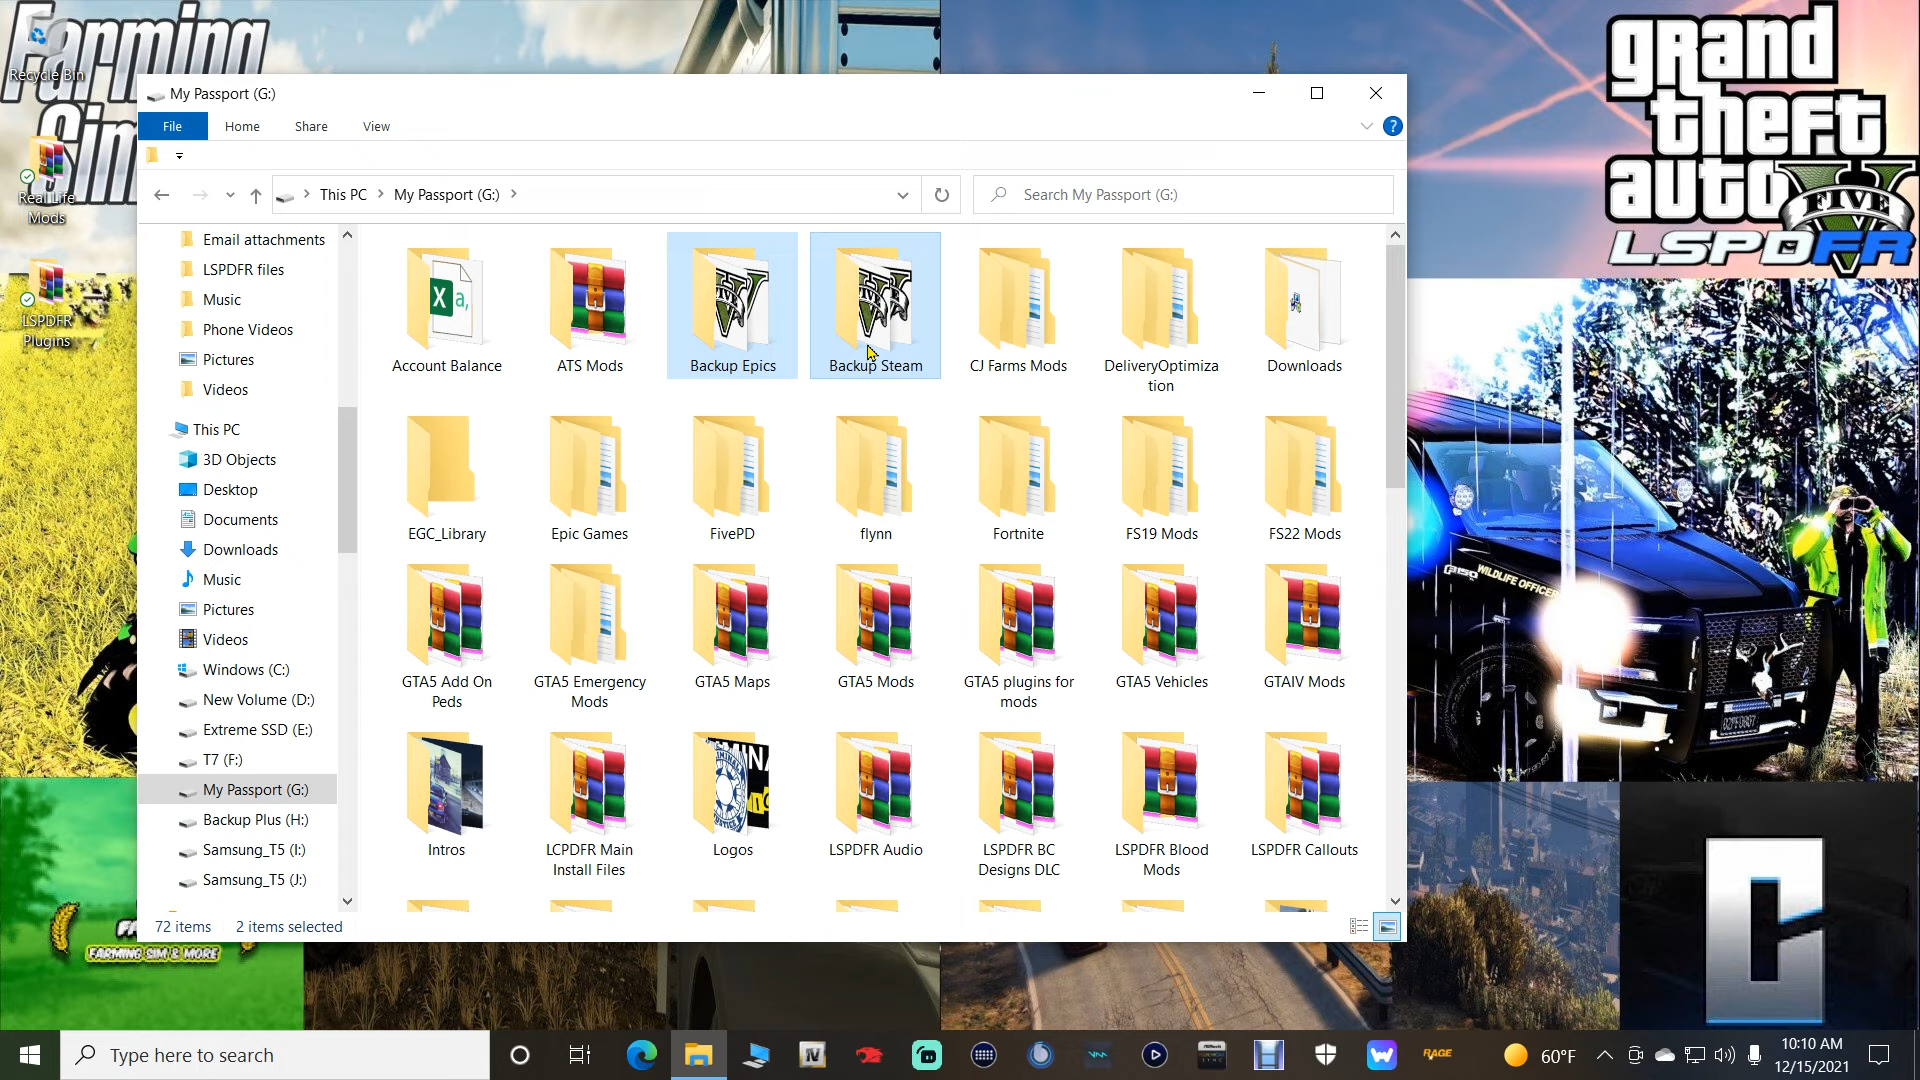 Farming
Sim
grand
theft
auto
FIVE
LSPDFR
Recycle Bin
Real Life
Mods
LSPDFR
Plugins
My Passport (G:)
File
Home
Share
View
This PC
My Passport (G:)
Search My Passport (G:)
Email attachments
LSPDFR files
Music
Phone Videos
Pictures
Videos
This PC
3D Objects
Desktop
Documents
Downloads
Music
Pictures
Videos
Windows (C:)
New Volume (D:)
Extreme SSD (E:)
T7 (F:)
My Passport (G:)
Backup Plus (H:)
Samsung_T5 (I:)
Samsung_T5 (J:)
Account Balance
ATS Mods
Backup Epics
Backup Steam
CJ Farms Mods
DeliveryOptimiza
tion
Downloads
EGC_Library
Epic Games
FivePD
flynn
Fortnite
FS19 Mods
FS22 Mods
GTA5 Add On
Peds
GTA5 Emergency
Mods
GTA5 Maps
GTA5 Mods
GTA5 plugins for
mods
GTA5 Vehicles
GTAIV Mods
Intros
LCPDFR Main
Install Files
Logos
LSPDFR Audio
LSPDFR BC
Designs DLC
LSPDFR Blood
Mods
LSPDFR Callouts
72 items
2 items selected
F150 WILDLIFE OFFICER
FARMING SIM & MORE
Type here to search
IV
RAGE
60°F
10:10 AM
12/15/2021